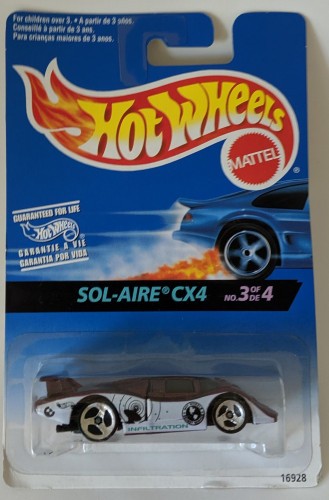 For children over 3. • A partir de 3 años.
Conseillé à partir de 3 ans.
Para crianças maiores de 3 anos.
HOT WHEELS
MATTEL
®
GUARANTEED FOR LIFE
Hot Wheels
GARANTIE À VIE
GARANTIA POR VIDA
SOL-AIRE® CX4
NO. 3 OF DE 4
INFILTRATION
16928